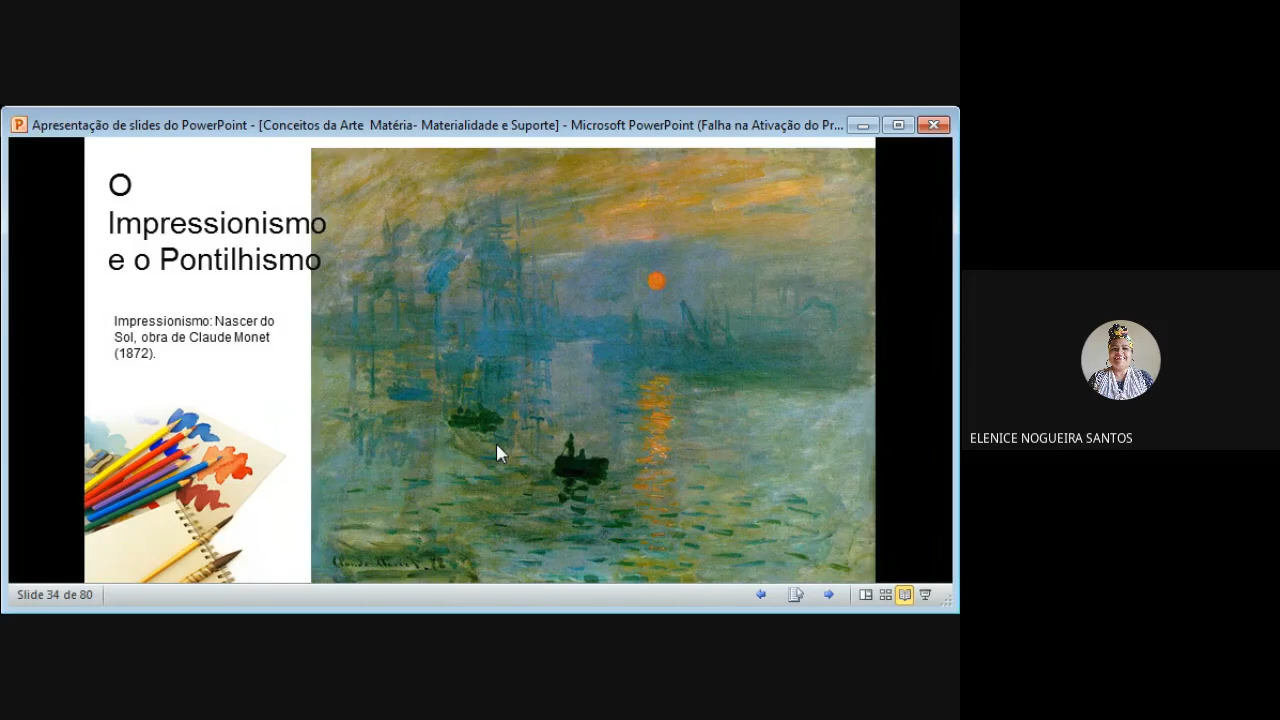 Apresentação de slides do PowerPoint - [Conceitos da Arte  Matéria- Materialidade e Suporte] - Microsoft PowerPoint (Falha na Ativação do Pr...
O
Impressionismo
e o Pontilhismo
Impressionismo: Nascer do
Sol, obra de Claude Monet
(1872).
Slide 34 de 80
ELENICE NOGUEIRA SANTOS